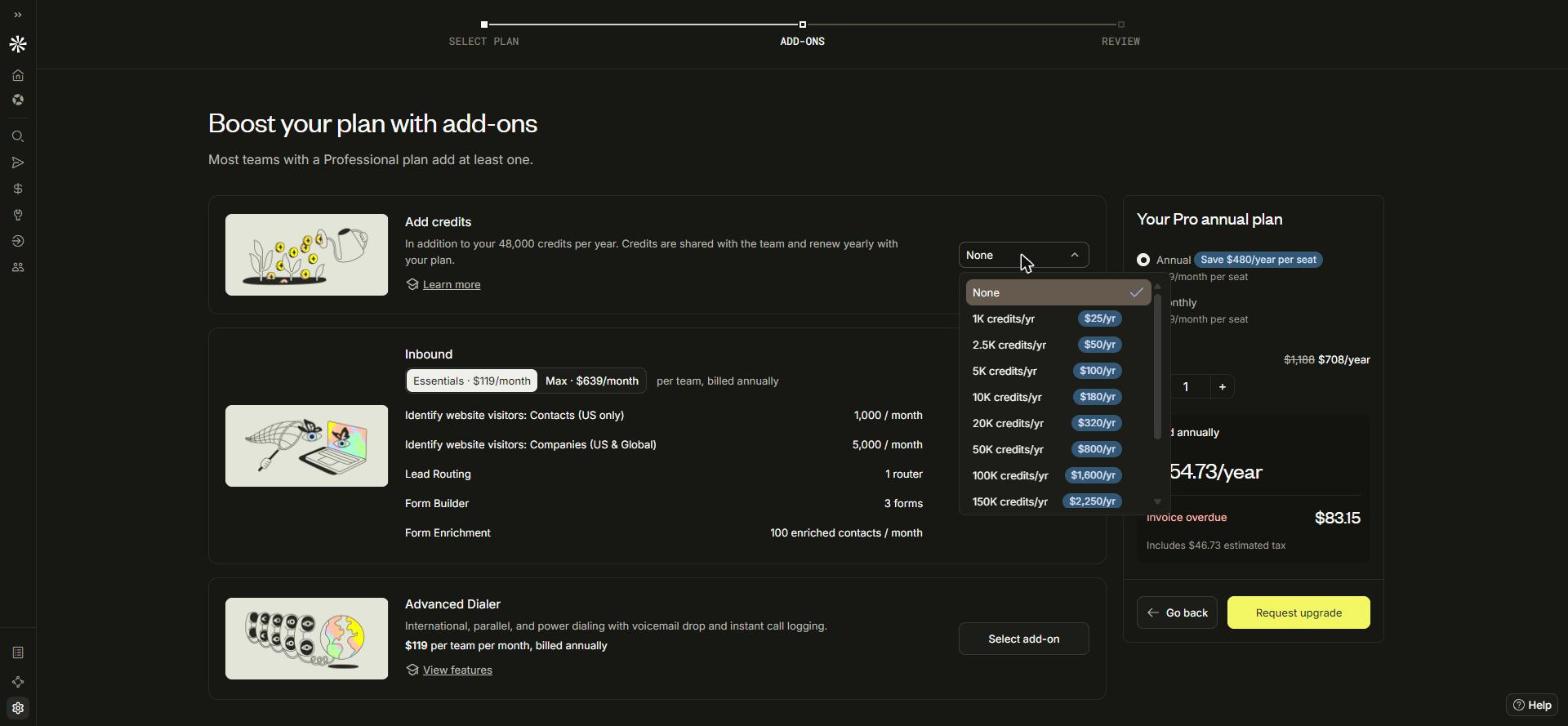 SELECT PLAN
ADD-ONS
REVIEW
Boost your plan with add-ons
Most teams with a Professional plan add at least one.
Add credits
In addition to your 48,000 credits per year. Credits are shared with the team and renew yearly with
your plan.
Learn more
None
None
1K credits/yr $25/yr
2.5K credits/yr $50/yr
5K credits/yr $100/yr
10K credits/yr $180/yr
20K credits/yr $320/yr
50K credits/yr $800/yr
100K credits/yr $1,600/yr
150K credits/yr $2,250/yr
Inbound
Essentials · $119/month Max · $639/month per team, billed annually
Identify website visitors: Contacts (US only) 1,000 / month
Identify website visitors: Companies (US & Global) 5,000 / month
Lead Routing 1 router
Form Builder 3 forms
Form Enrichment 100 enriched contacts / month
Advanced Dialer
International, parallel, and power dialing with voicemail drop and instant call logging.
$119 per team per month, billed annually
View features
Select add-on
Your Pro annual plan
Annual Save $480/year per seat
9/month per seat
nthly
9/month per seat
$1,188 $708/year
1 +
d annually
54.73/year
Invoice overdue $83.15
Includes $46.73 estimated tax
Go back
Request upgrade
Help